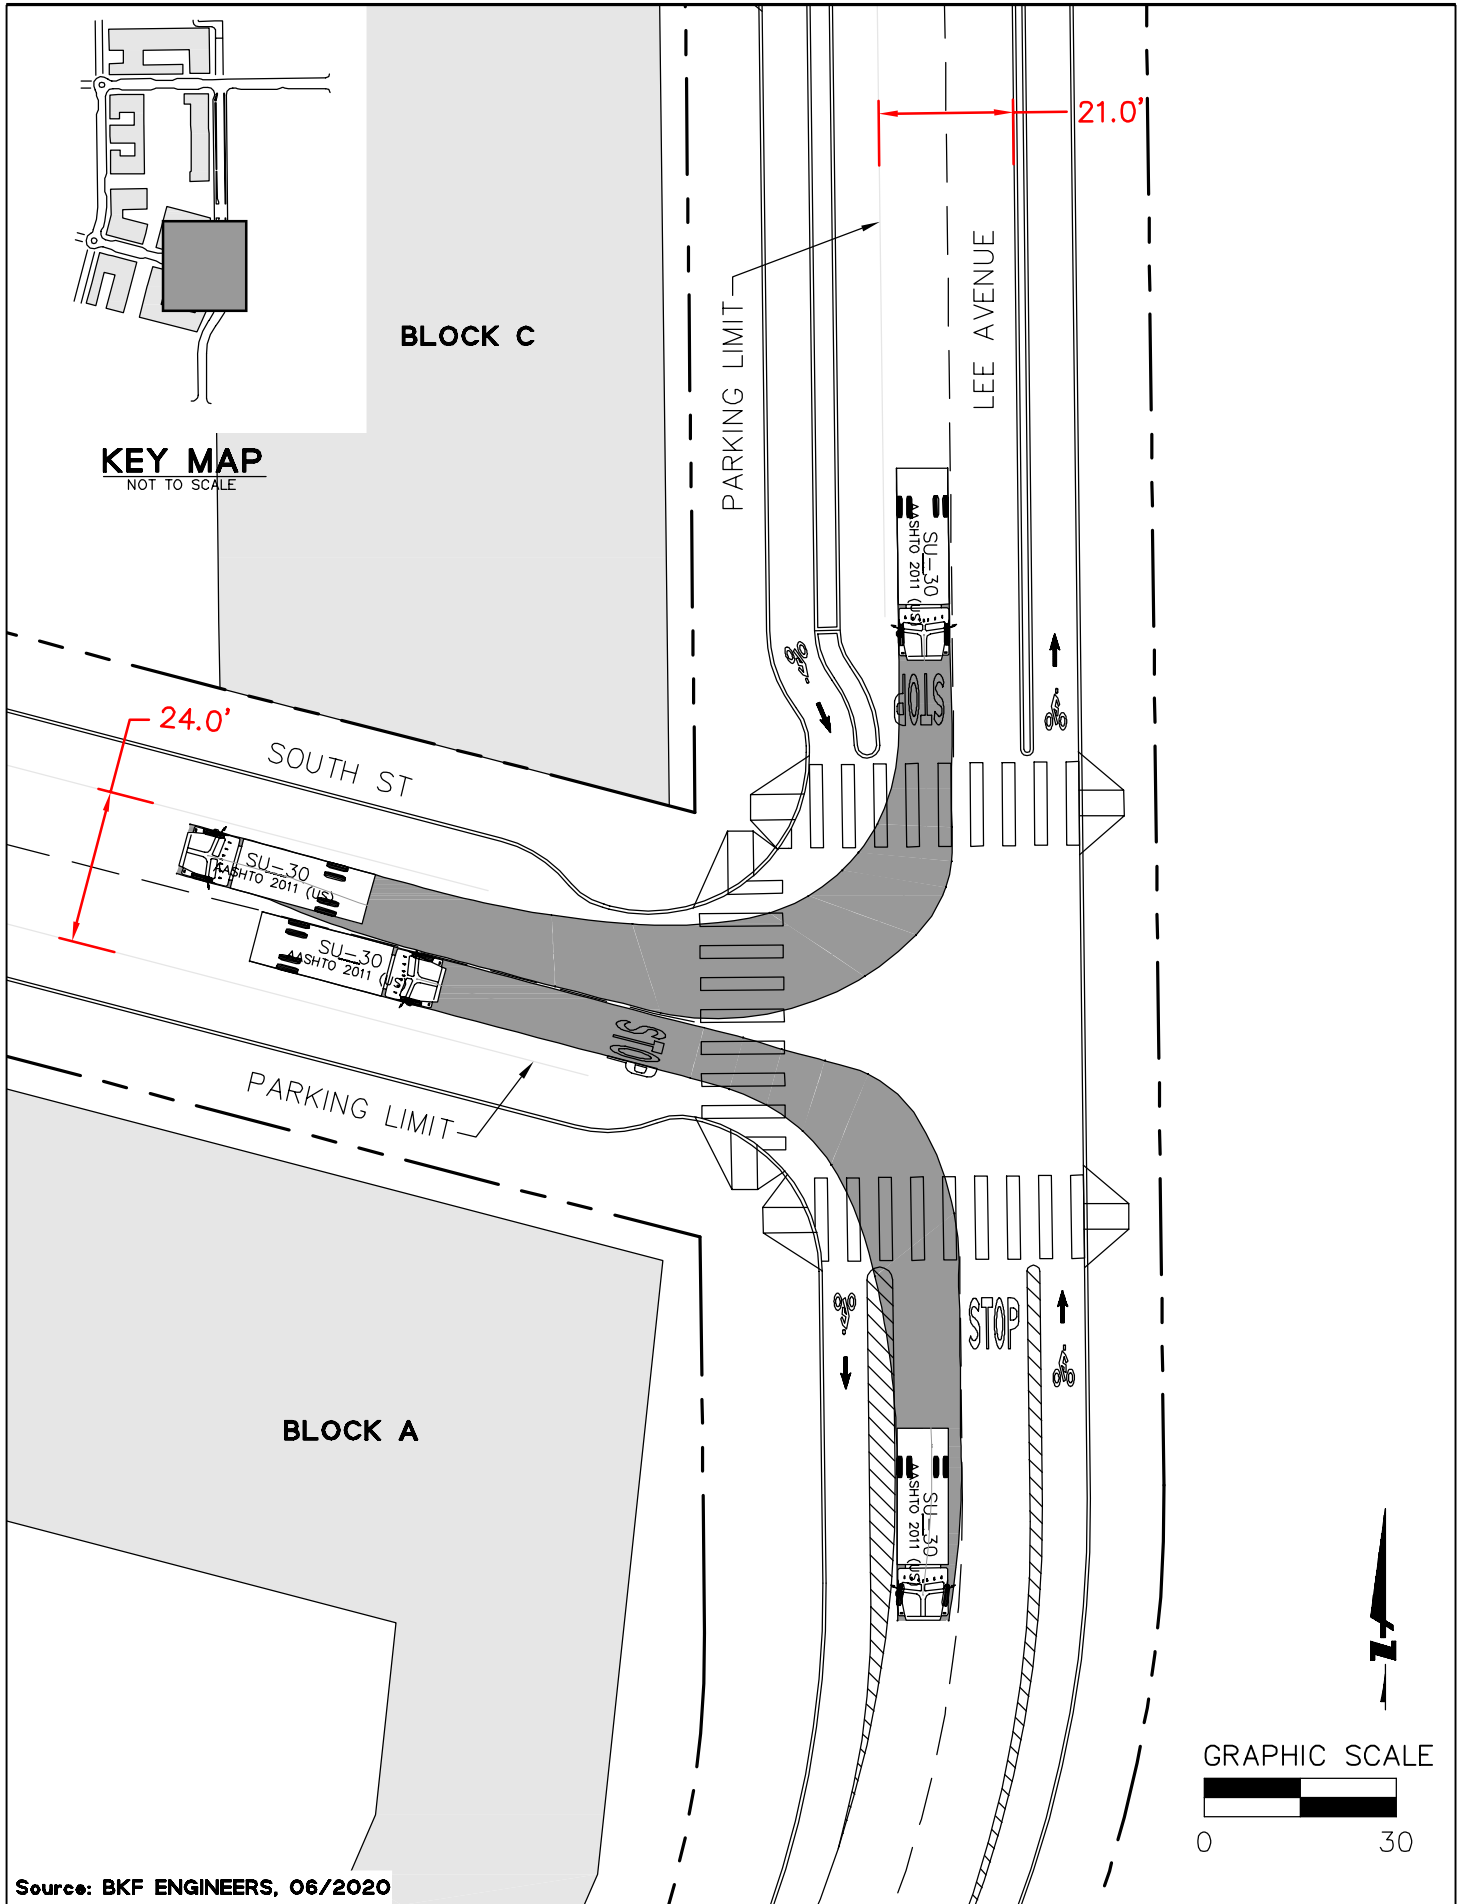 21.0'
LEE AVENUE
PARKING LIMIT
BLOCK C
KEY MAP
NOT TO SCALE
SU-30
AASHTO 2011 (US)
STOP
24.0'
SOUTH ST
SU-30
AASHTO 2011 (US)
SU-30
AASHTO 2011 (US)
STOP
PARKING LIMIT
STOP
BLOCK A
SU-30
AASHTO 2011 (US)
GRAPHIC SCALE
0 30
Source: BKF ENGINEERS, 06/2020